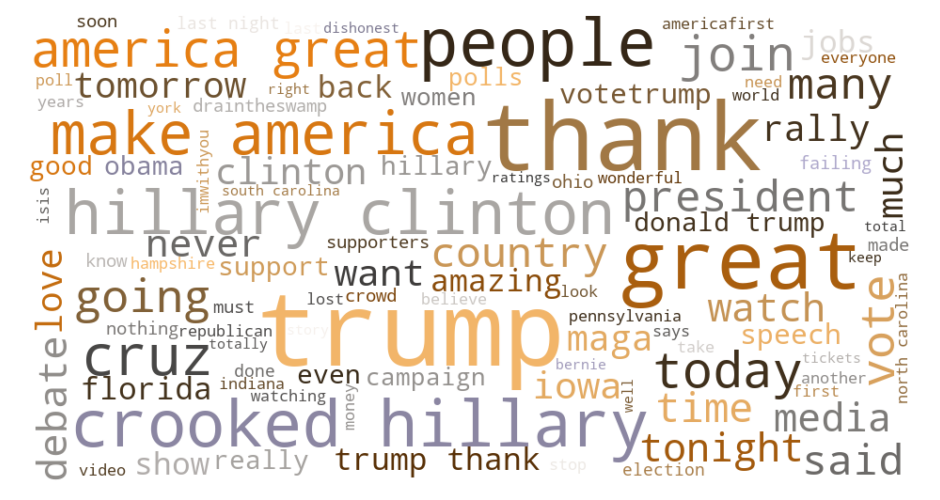 soon
last night
last
dishonest
people
americafirst
america great
join
jobs
everyone
poll
tomorrow
right
back
polls
need
many
years
york
draintheswamp
women
votetrump
world
make america
thank
rally
good
obama
imwithyou
clinton
hillary
ratings
ohio
wonderful
failing
much
isis
south carolina
president
hillary clinton
donald trump
total
never
supporters
country
great
made
keep
know
hampshire
support
want
amazing
look
love
going
must
lost
crowd
believe
trump
watch
vote
north carolina
nothing
republican
story
pennsylvania
maga
says
speech
totally
take
cruz
debate
done
even
campaign
bernie
today
tickets
another
florida
indiana
watching
money
iowa
well
time
first
crooked hillary
media
tonight
video
show
really
trump thank
stop
election
said